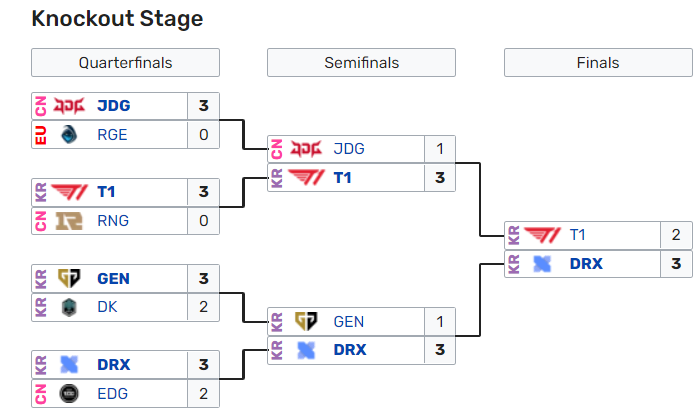 Knockout Stage
Quarterfinals
CN JDG 3
EU RGE 0
KR T1 3
CN RNG 0
KR GEN 3
KR DK 2
KR DRX 3
CN EDG 2
Semifinals
CN JDG 1
KR T1 3
KR GEN 1
KR DRX 3
Finals
KR T1 2
KR DRX 3